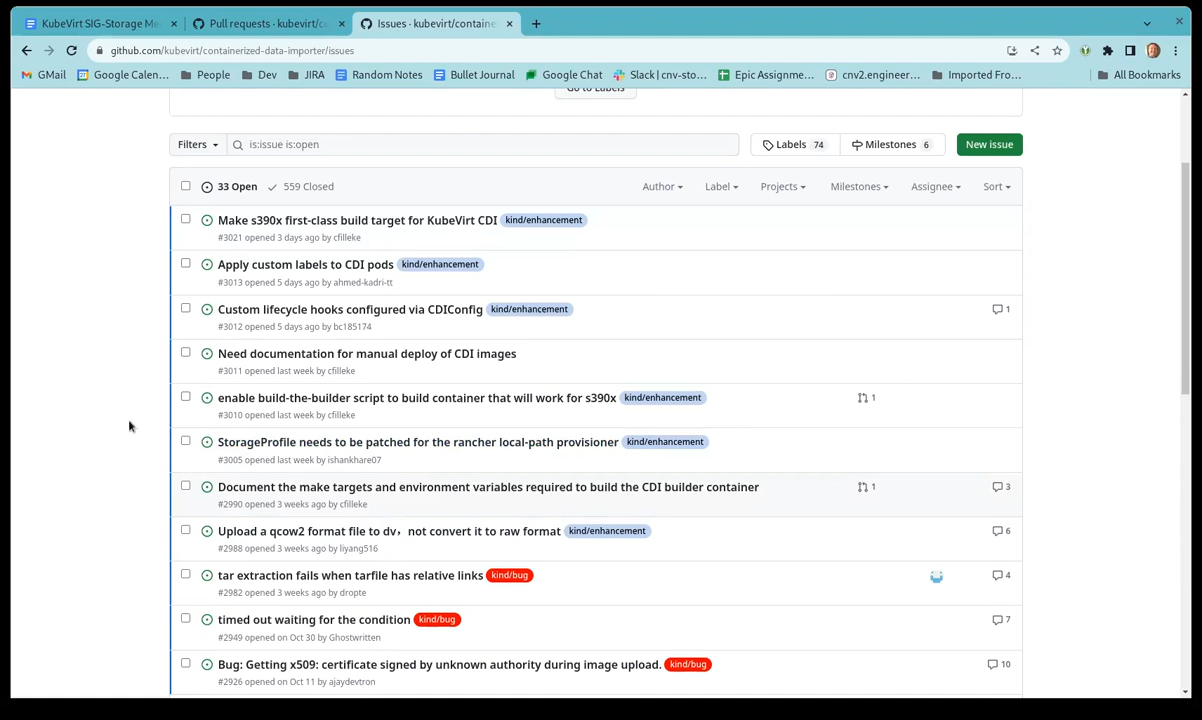 KubeVirt SIG-Storage Me
Pull requests · kubevirt/c
Issues · kubevirt/containe
github.com/kubevirt/containerized-data-importer/issues
GMail
Google Calen...
People
Dev
JIRA
Random Notes
Bullet Journal
Google Chat
Slack | cnv-sto...
Epic Assignme...
cnv2.engineer...
Imported Fro...
All Bookmarks
Go to Labels
Filters
is:issue is:open
Labels 74
Milestones 6
New issue
33 Open
559 Closed
Author
Label
Projects
Milestones
Assignee
Sort
Make s390x first-class build target for KubeVirt CDI kind/enhancement
#3021 opened 3 days ago by cfilleke
Apply custom labels to CDI pods kind/enhancement
#3013 opened 5 days ago by ahmed-kadri-tt
Custom lifecycle hooks configured via CDIConfig kind/enhancement 1
#3012 opened 5 days ago by bc185174
Need documentation for manual deploy of CDI images
#3011 opened last week by cfilleke
enable build-the-builder script to build container that will work for s390x kind/enhancement 1
#3010 opened last week by cfilleke
StorageProfile needs to be patched for the rancher local-path provisioner kind/enhancement
#3005 opened last week by ishankhare07
Document the make targets and environment variables required to build the CDI builder container 1 3
#2990 opened 3 weeks ago by cfilleke
Upload a qcow2 format file to dv，not convert it to raw format kind/enhancement 6
#2988 opened 3 weeks ago by liyang516
tar extraction fails when tarfile has relative links kind/bug 4
#2982 opened 3 weeks ago by dropte
timed out waiting for the condition kind/bug 7
#2949 opened on Oct 30 by Ghostwritten
Bug: Getting x509: certificate signed by unknown authority during image upload. kind/bug 10
#2926 opened on Oct 11 by ajaydevtron